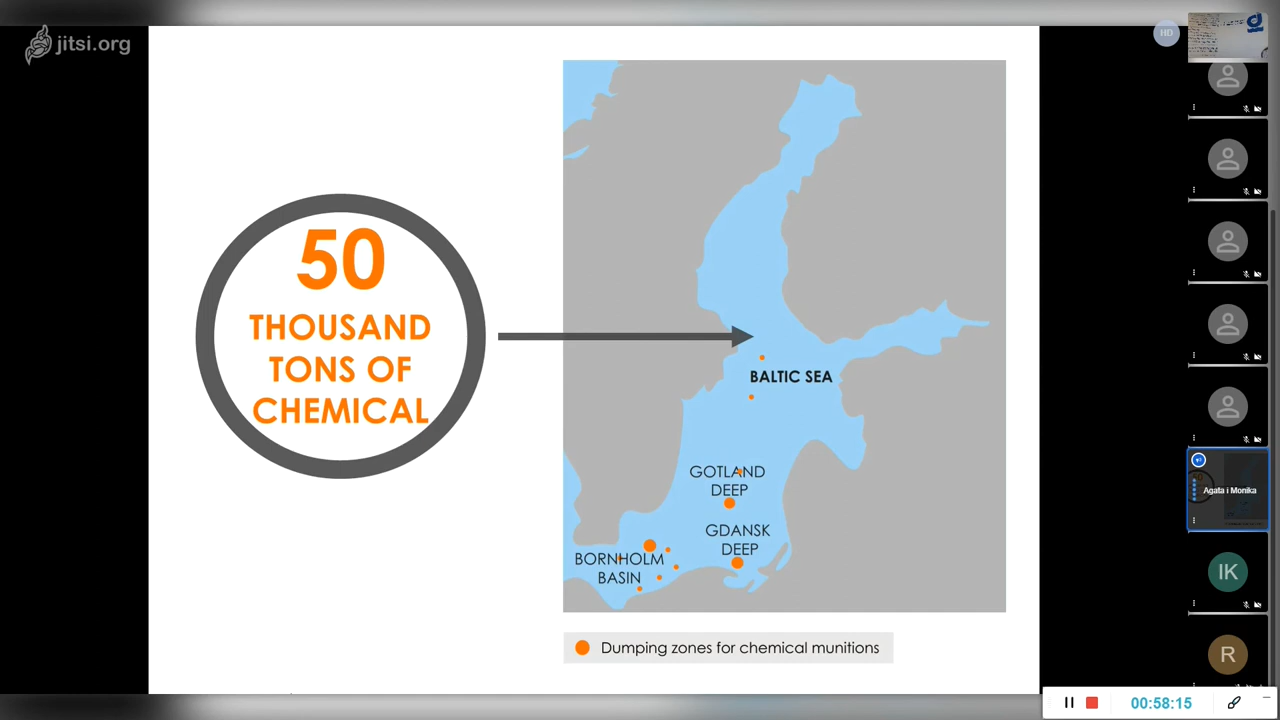 jitsi.org
HD
50
THOUSAND
TONS OF
CHEMICAL
BALTIC SEA
GOTLAND
DEEP
GDANSK
DEEP
BORNHOLM
BASIN
Dumping zones for chemical munitions
Agata i Monika
IK
R
00:58:15